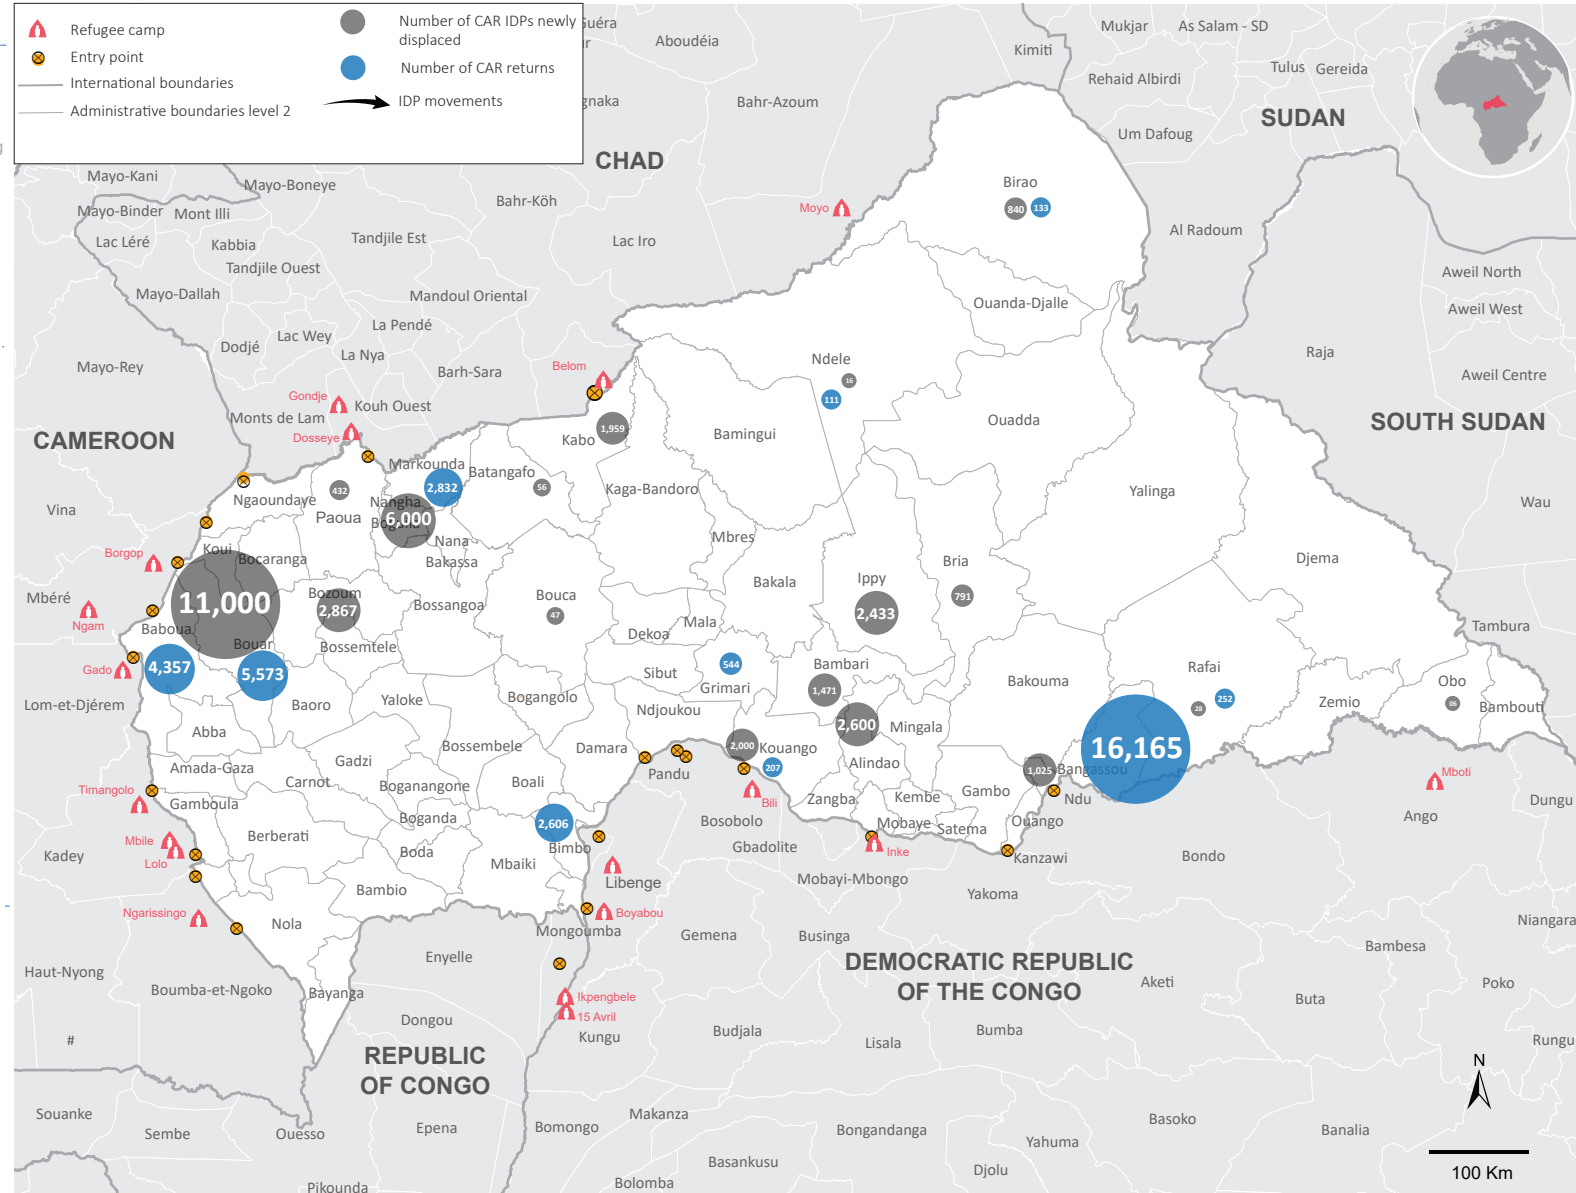 Refugee camp
Entry point
International boundaries
Administrative boundaries level 2
Number of CAR IDPs newly
displaced
Number of CAR returns
IDP movements
Guéra
Aboudéia
Bahr-Azoum
Kimiti
Mukjar
As Salam - SD
Rehaid Albirdi
Tulus
Gereida
SUDAN
Um Dafoug
CHAD
Mayo-Kani
Mayo-Boneye
Mayo-Binder
Mont Illi
Bahr-Köh
Moyo
Birao
840
133
Lac Léré
Kabbia
Tandjile Est
Lac Iro
Al Radoum
Tandjile Ouest
Mayo-Dallah
Mandoul Oriental
Ouanda-Djalle
Aweil North
Aweil West
La Pendé
Lac Wey
Dodjé
La Nya
Mayo-Rey
Barh-Sara
Belom
Ndele
16
111
Raja
Aweil Centre
Gondje
Kouh Ouest
Monts de Lam
Dosseye
CAMEROON
SOUTH SUDAN
Kabo
1,959
Bamingui
Ouadda
Markounda
Batangafo
2,832
56
Kaga-Bandoro
Yalinga
Ngaoundaye
432
Paoua
Nangha
Boguila
6,000
Nana
Bakassa
Vina
Wau
Mbres
Borgop
Koui
Bocaranga
11,000
Djema
Bria
791
Ippy
2,433
Bakala
Mbéré
Ngam
Bozoum
2,867
Bossangoa
Bouca
47
Mala
Dekoa
Baboua
Bouar
Bossemtele
Tambura
Gado
4,357
5,573
Sibut
544
Grimari
Bambari
1,471
Bakouma
Rafai
28
252
Obo
06
Bambouti
Zemio
Lom-et-Djérem
Baoro
Yaloke
Bogangolo
Ndjoukou
2,600
Mingala
Abba
Bossembele
Damara
2,000
Kouango
207
Alindao
16,165
Gadzi
Amada-Gaza
Carnot
Boganangone
Boali
Pandu
1,025
Bangassou
Timangolo
Gamboula
Bili
Zangba
Kembe
Gambo
Ndu
Mboti
Dungu
Ango
Boganda
2,606
Bimbo
Bosobolo
Mobaye
Satema
Ouango
Berberati
Mbile
Lolo
Kadey
Boda
Mbaiki
Gbadolite
Inke
Kanzawi
Bondo
Libenge
Mobayi-Mbongo
Yakoma
Bambio
Ngarissingo
Nola
Boyabou
Mongoumba
Gemena
Businga
Niangara
Bambesa
Enyelle
DEMOCRATIC REPUBLIC
OF THE CONGO
Haut-Nyong
Boumba-et-Ngoko
Bayanga
Ikpengbele
15 Avril
Aketi
Poko
Buta
Dongou
Kungu
Budjala
Lisala
Bumba
Rungu
#
REPUBLIC
OF CONGO
N
Souanke
Sembe
Ouesso
Epena
Bomongo
Makanza
Bongandanga
Yahuma
Basoko
Banalia
Basankusu
Djolu
Bolomba
Pikounda
100 Km